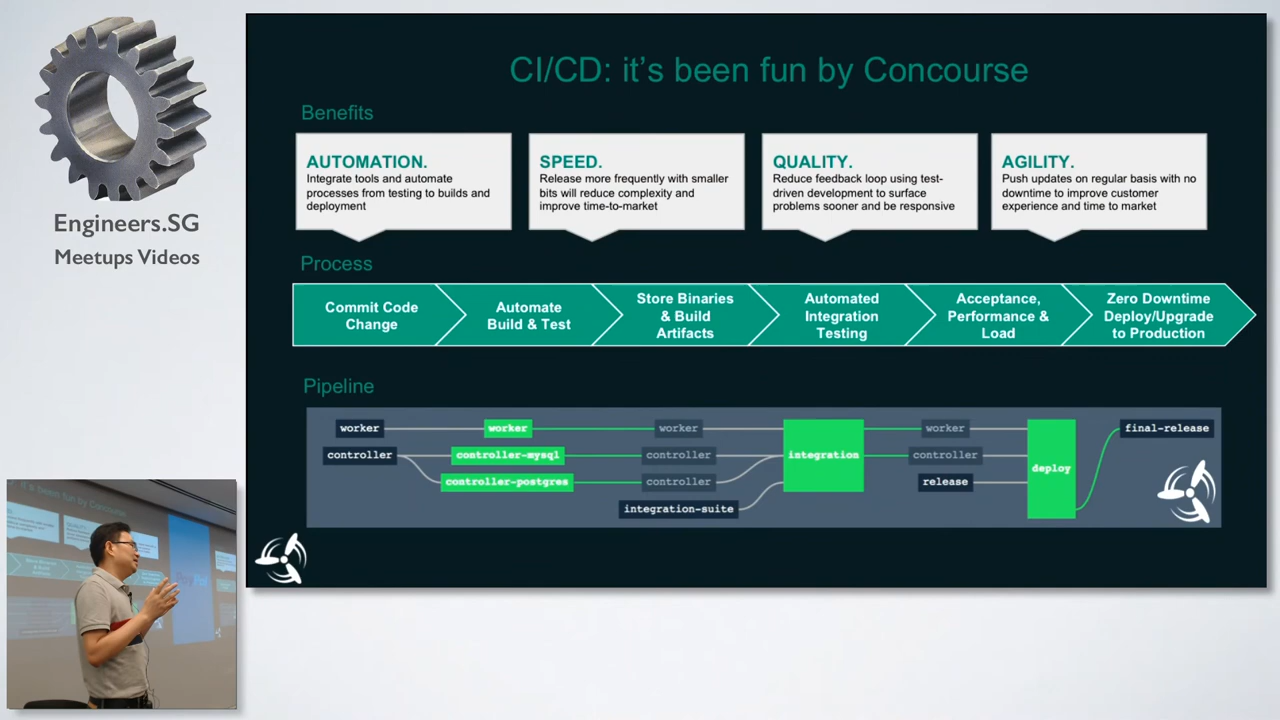 Engineers.SG
Meetups Videos
CI/CD: it's been fun by Concourse
Benefits
AUTOMATION.
Integrate tools and automate
processes from testing to builds and
deployment
SPEED.
Release more frequently with smaller
bits will reduce complexity and
improve time-to-market
QUALITY.
Reduce feedback loop using test-
driven development to surface
problems sooner and be responsive
AGILITY.
Push updates on regular basis with no
downtime to improve customer
experience and time to market
Process
Commit Code
Change
Automate
Build & Test
Store Binaries
& Build
Artifacts
Automated
Integration
Testing
Acceptance,
Performance &
Load
Zero Downtime
Deploy/Upgrade
to Production
Pipeline
worker
controller
worker
controller-mysql
controller-postgres
worker
controller
controller
integration-suite
integration
worker
controller
release
deploy
final-release